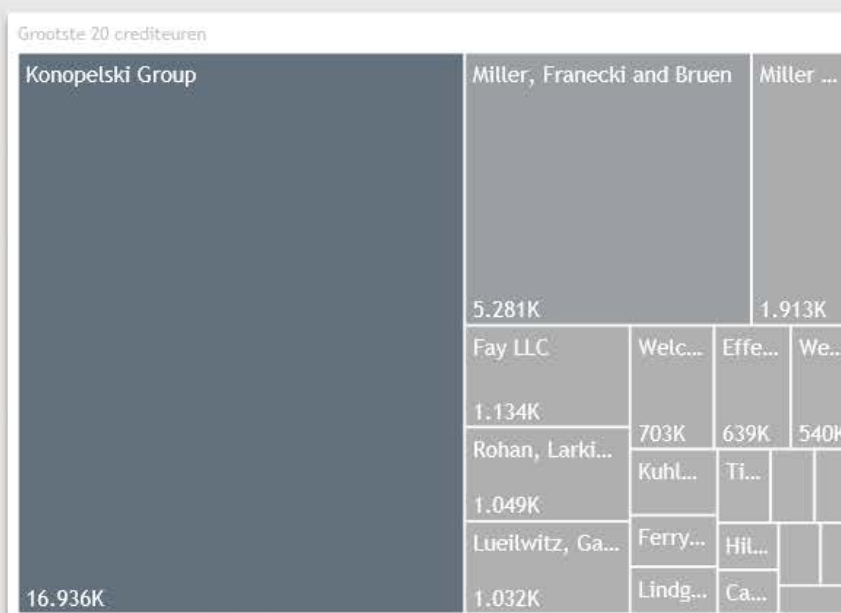 Grootste 20 crediteuren
Konopelski Group
16.936K
Miller, Franecki and Bruen
5.281K
Miller ...
1.913K
Fay LLC
1.134K
Rohan, Larki...
1.049K
Lueilwitz, Ga...
1.032K
Welc...
703K
Effe...
639K
We...
540K
Kuhl...
Ti...
Ferry...
Hil...
Lindg...
Ca...